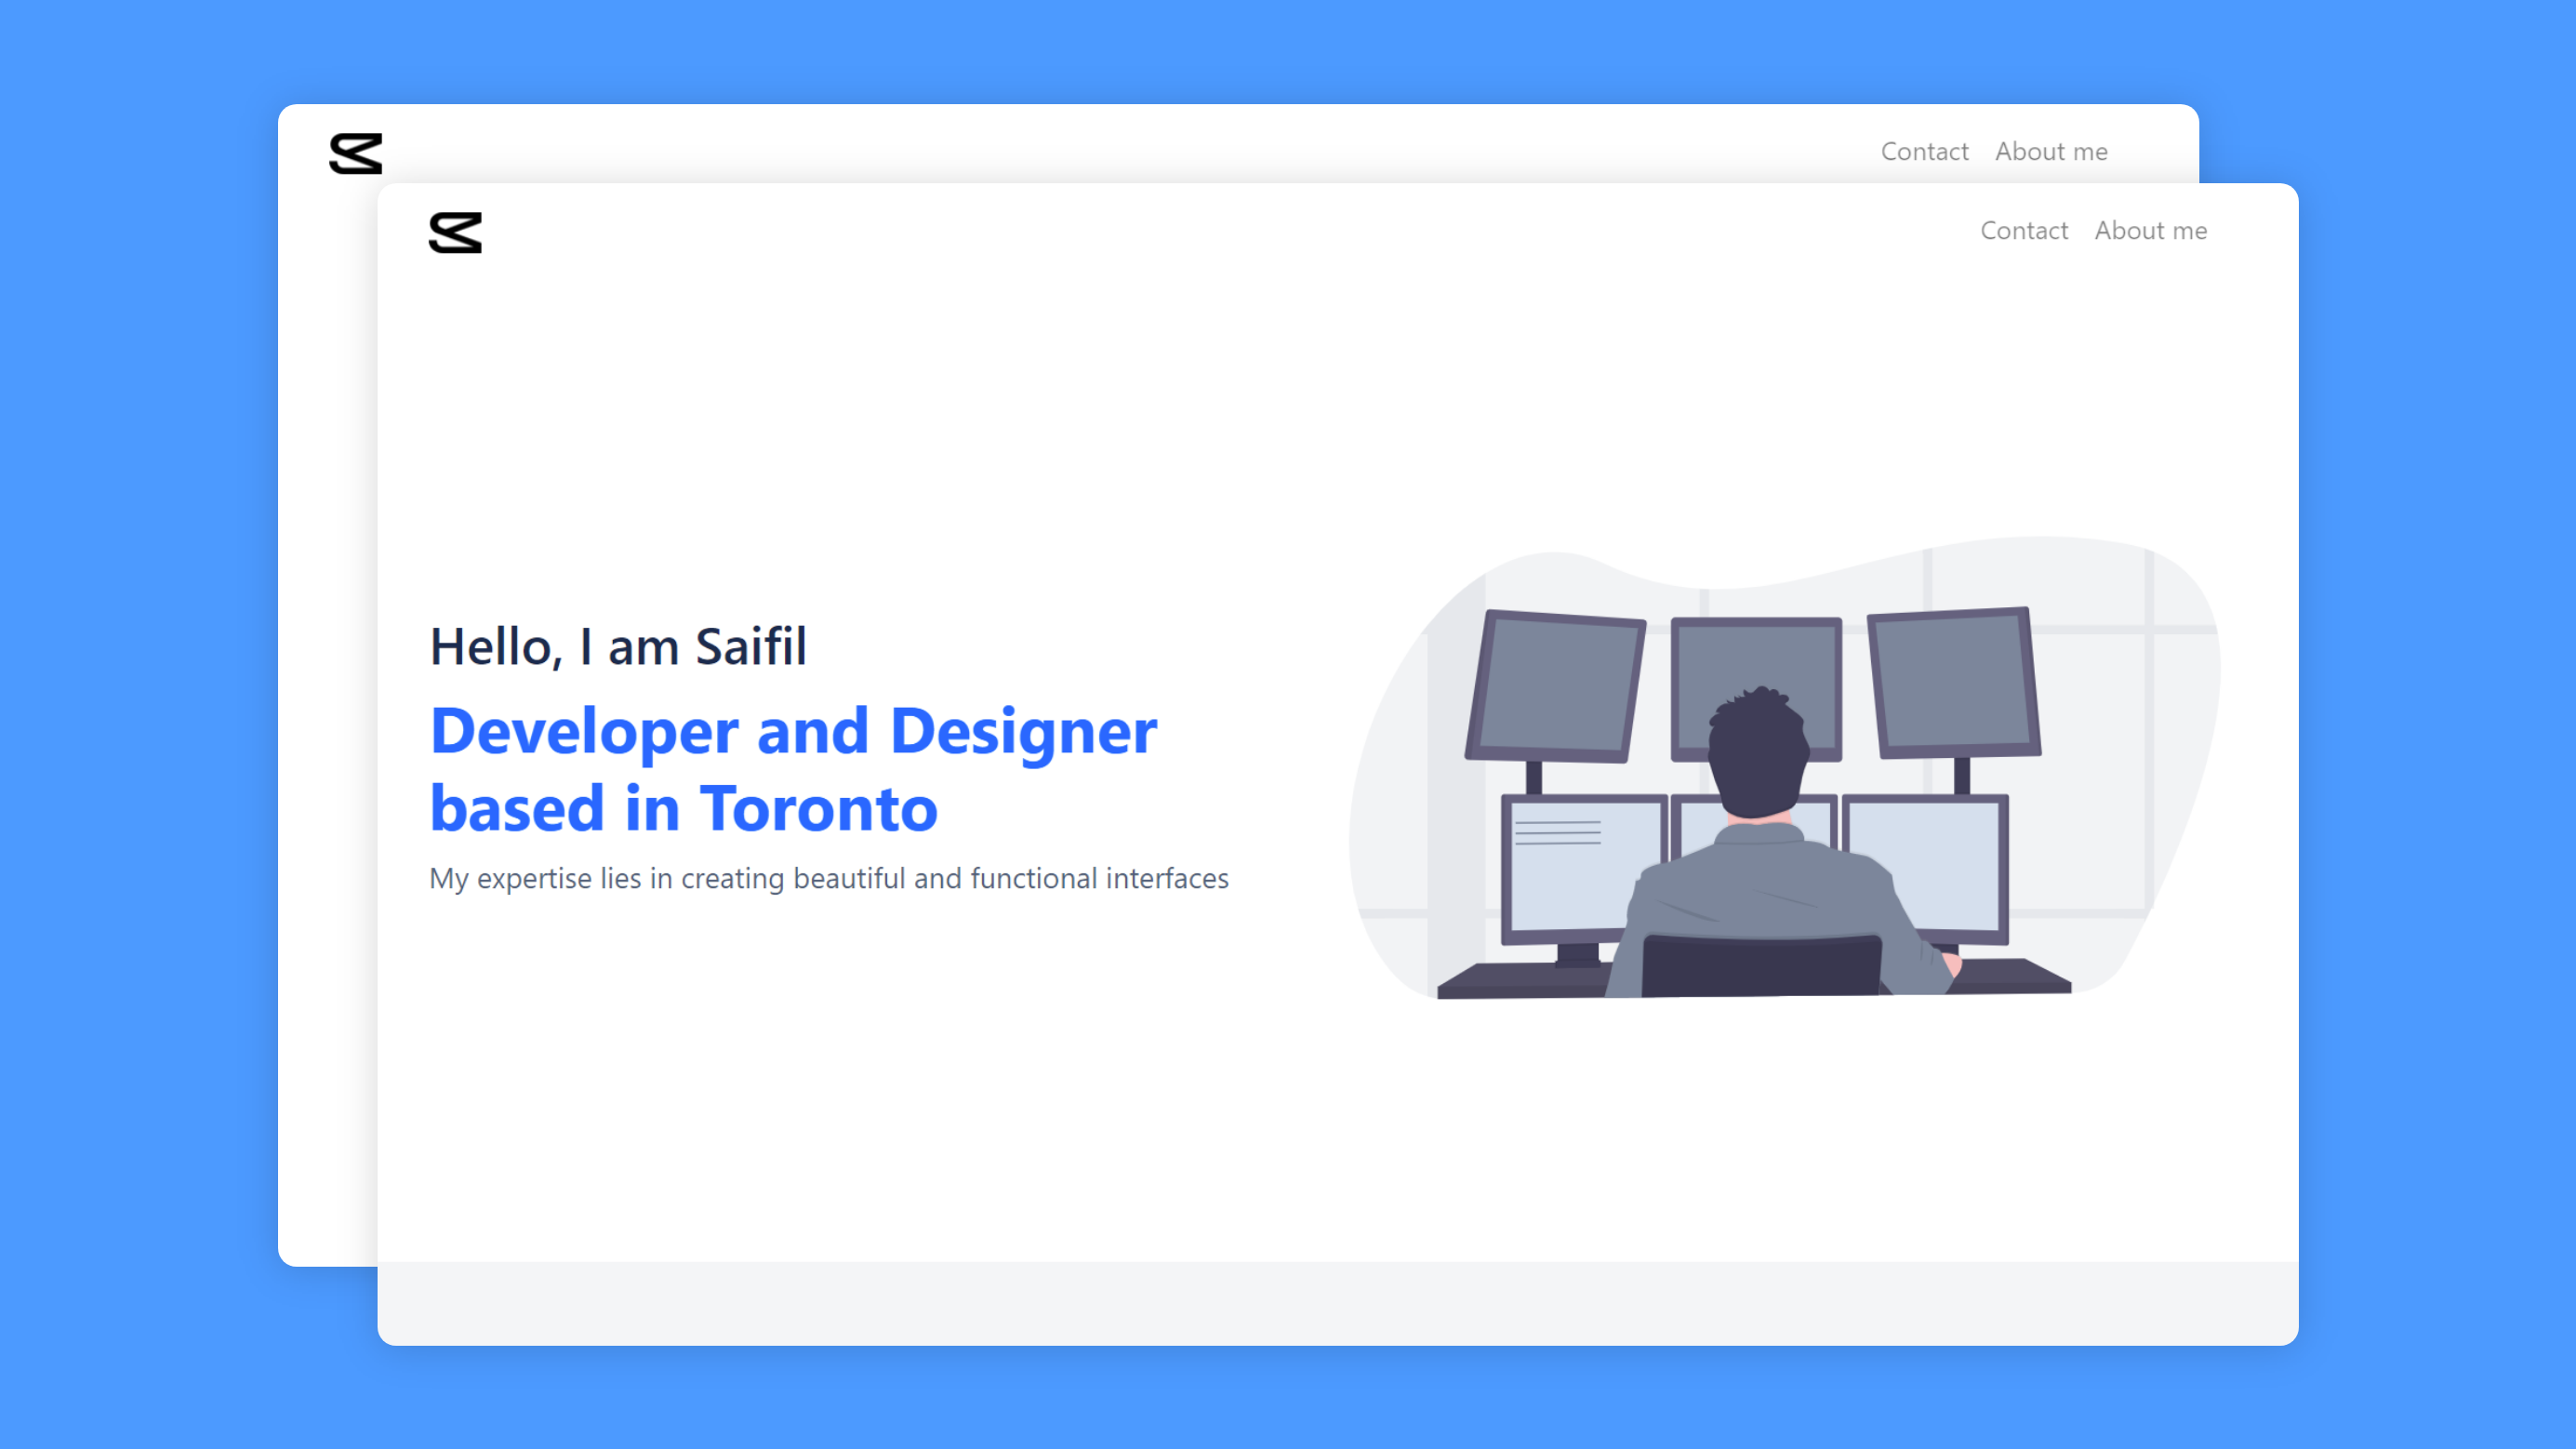 Contact About me
Contact About me
Hello, I am Saifil
Developer and Designer
based in Toronto
My expertise lies in creating beautiful and functional interfaces